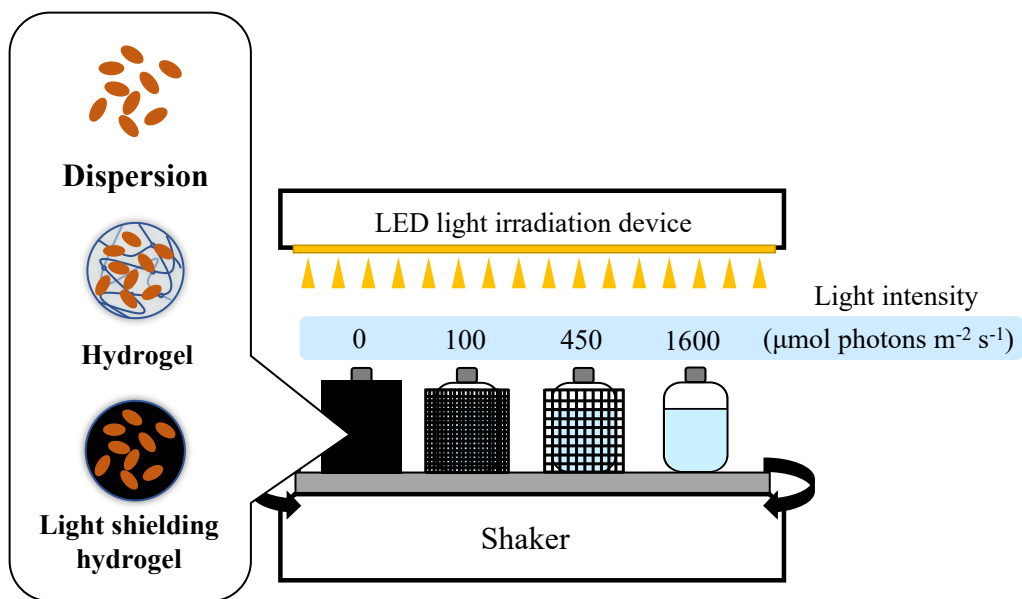 Dispersion
Hydrogel
Light shielding
hydrogel
LED light irradiation device
Light intensity
0 100 450 1600 (μmol photons m⁻² s⁻¹)
Shaker